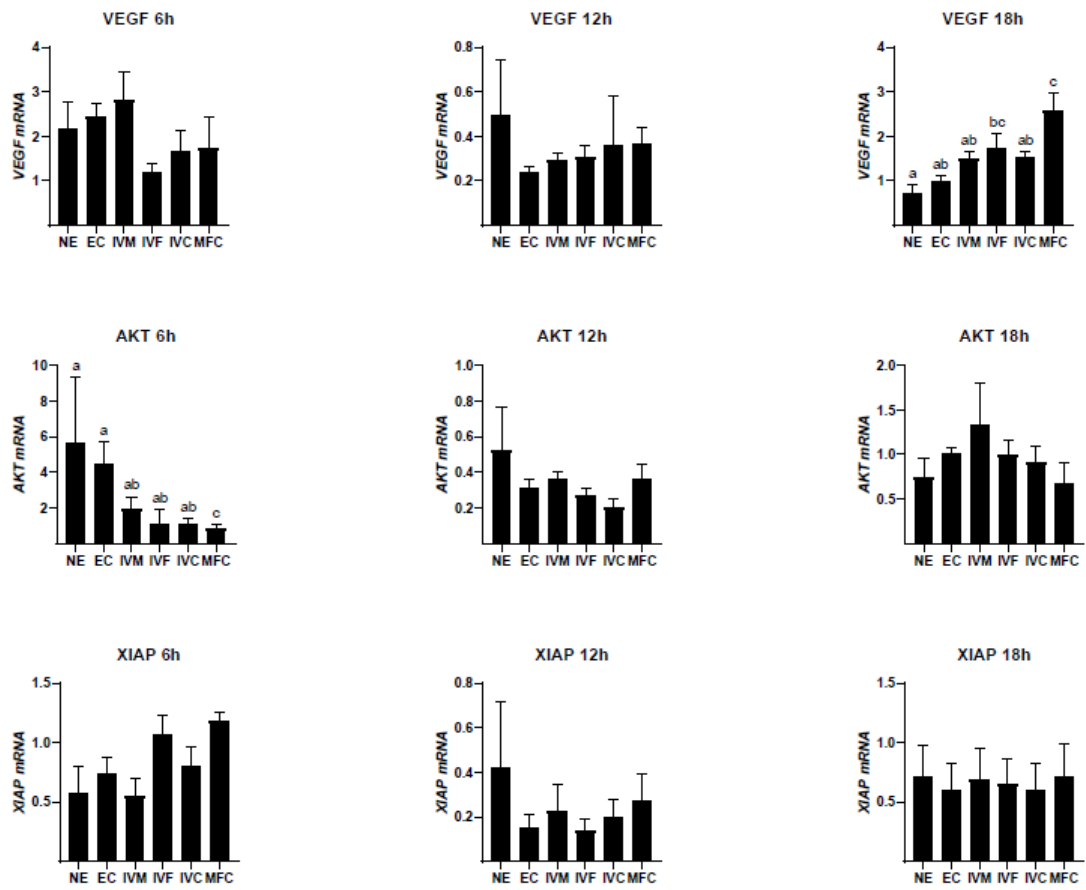 VEGF 6h
VEGF mRNA
4
3
2
1
NE EC IVM IVF IVC MFC
VEGF 12h
VEGF mRNA
0.8
0.6
0.4
0.2
NE EC IVM IVF IVC MFC
VEGF 18h
VEGF mRNA
4
3
2
1
a ab ab bc ab c
NE EC IVM IVF IVC MFC
AKT 6h
AKT mRNA
10
8
6
4
2
a a ab ab ab c
NE EC IVM IVF IVC MFC
AKT 12h
AKT mRNA
1.0
0.8
0.6
0.4
0.2
NE EC IVM IVF IVC MFC
AKT 18h
AKT mRNA
2.0
1.5
1.0
0.5
NE EC IVM IVF IVC MFC
XIAP 6h
XIAP mRNA
1.5
1.0
0.5
NE EC IVM IVF IVC MFC
XIAP 12h
XIAP mRNA
0.8
0.6
0.4
0.2
NE EC IVM IVF IVC MFC
XIAP 18h
XIAP mRNA
1.5
1.0
0.5
NE EC IVM IVF IVC MFC